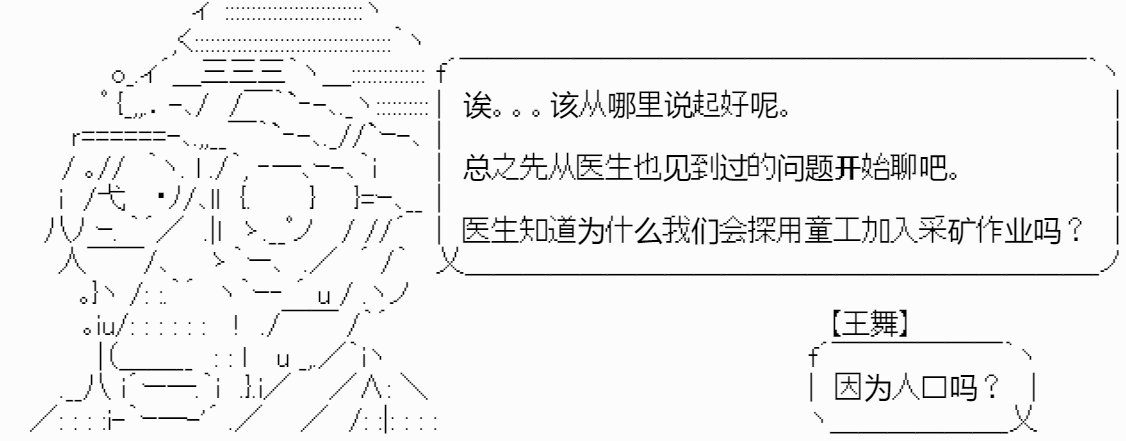 诶。。。该从哪里说起好呢。
总之先从医生也见到过的问题开始聊吧。
医生知道为什么我们会探用童工加入采矿作业吗？
【王舞】
因为人口吗？